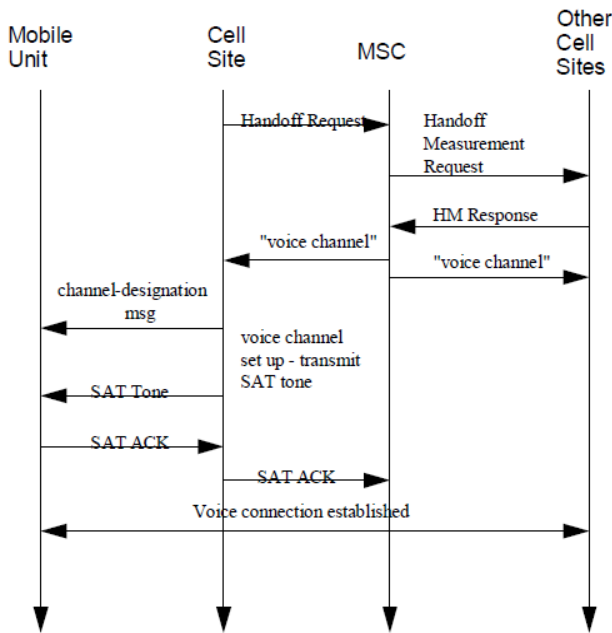 Mobile
Unit
Cell
Site
MSC
Other
Cell
Sites
Handoff Request
Handoff
Measurement
Request
HM Response
"voice channel"
"voice channel"
channel-designation
msg
voice channel
set up - transmit
SAT tone
SAT Tone
SAT ACK
SAT ACK
Voice connection established